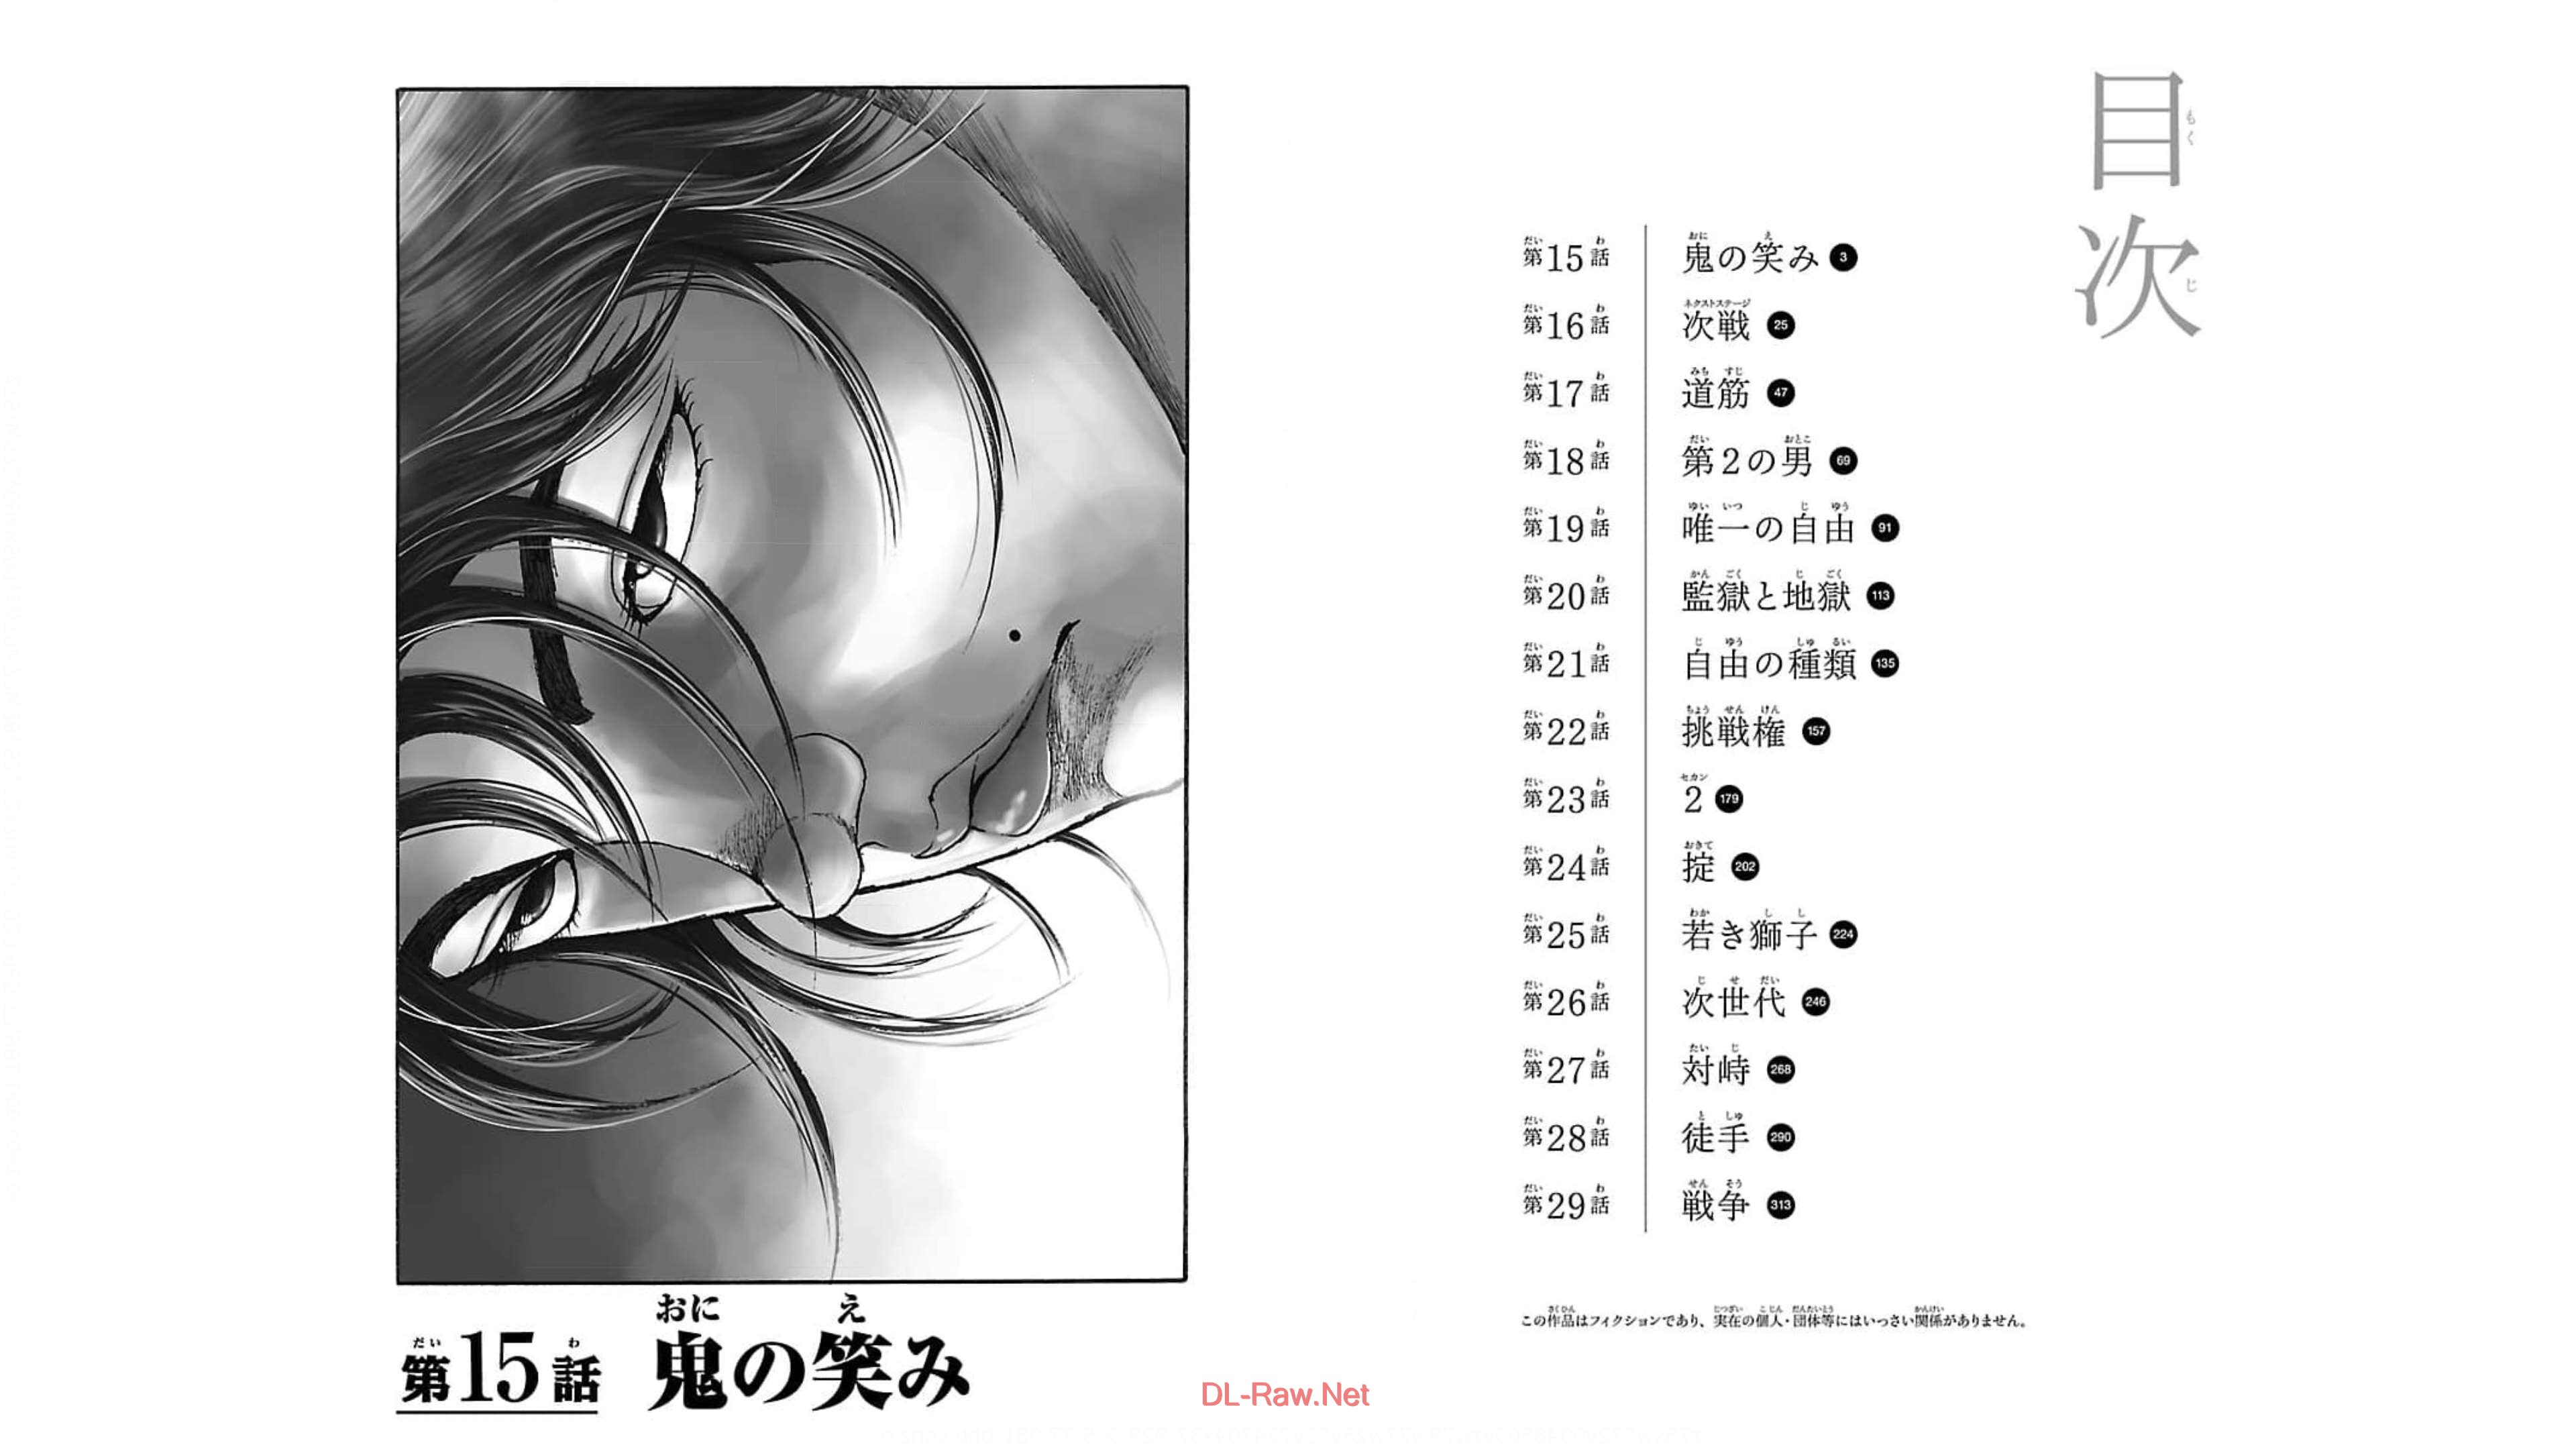 目次
第15話 鬼の笑み 3
第16話 次戦 25
第17話 道筋 47
第18話 第2の男 69
第19話 唯一の自由 91
第20話 監獄と地獄 113
第21話 自由の種類 135
第22話 挑戦権 157
第23話 2 179
第24話 掟 202
第25話 若き獅子 224
第26話 次世代 246
第27話 対峙 268
第28話 徒手 290
第29話 戦争 313
この作品はフィクションであり、実在の個人・団体等にはいっさい関係がありません。
第15話 鬼の笑み
DL-Raw.Net